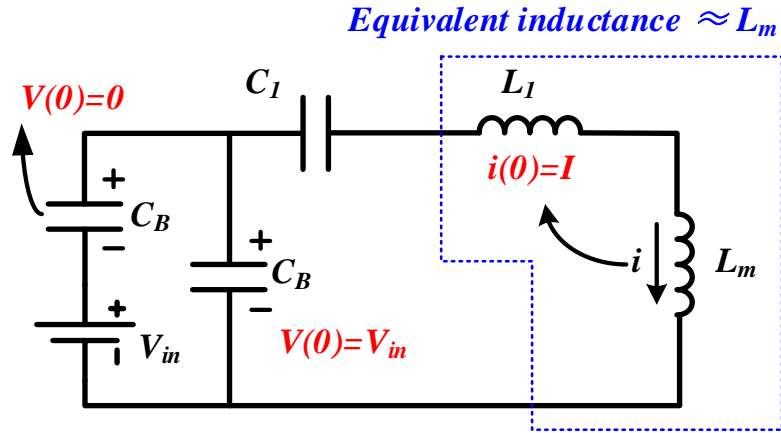 Equivalent inductance ≈ Lm
C1
L1
V(0)=0
i(0)=I
+
CB
−
+
CB
−
i
Lm
+
Vin
−
V(0)=Vin